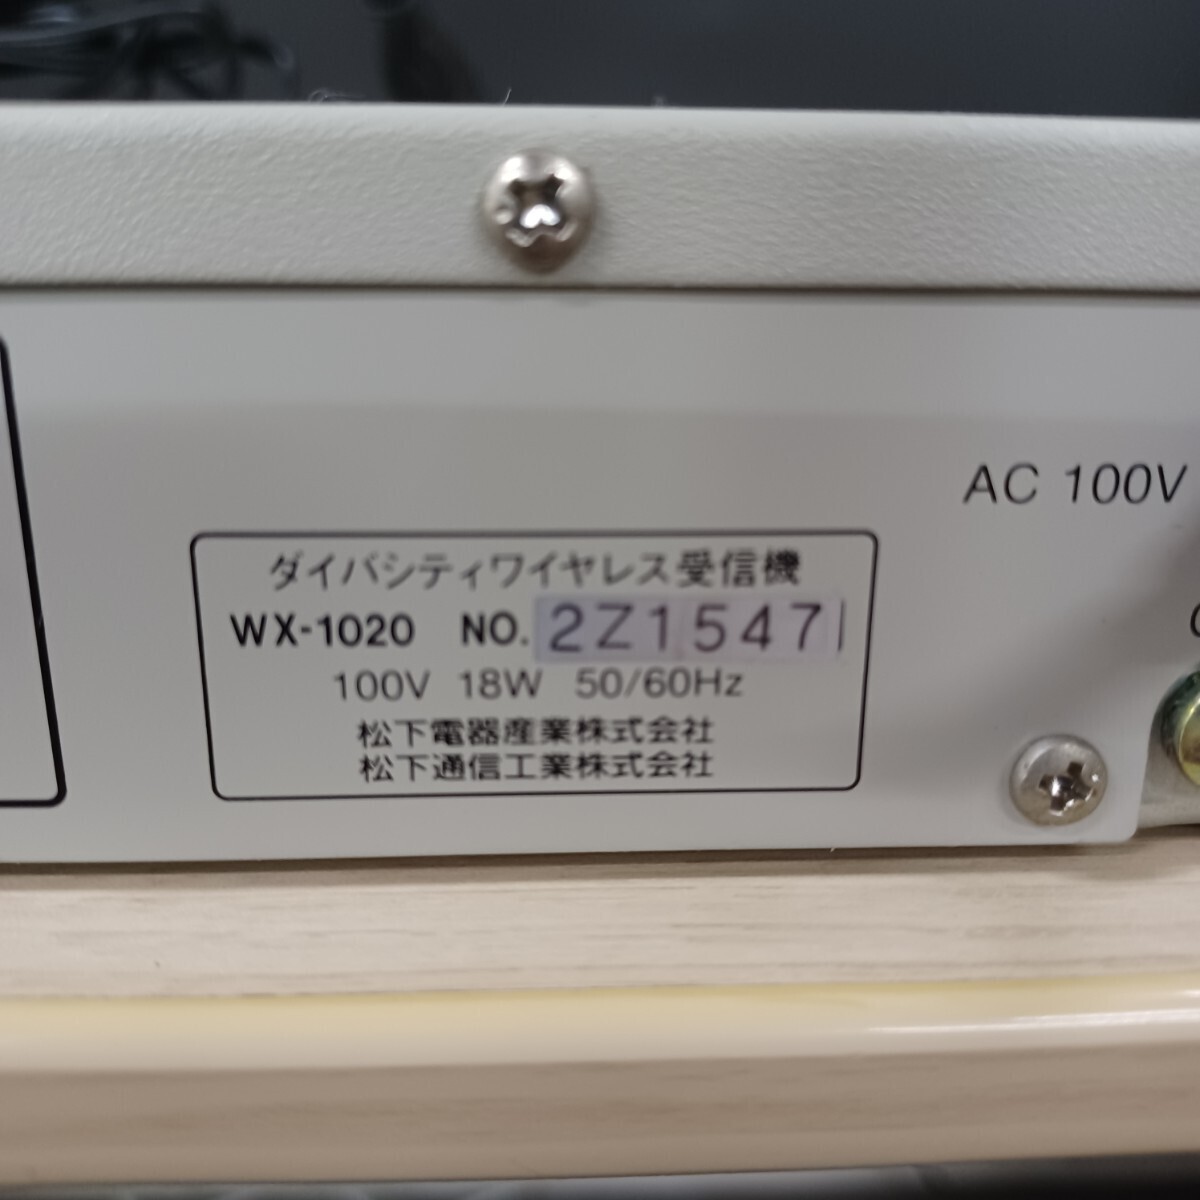 AC 100V
ダイバシティワイヤレス受信機
WX-1020 NO. 2Z1547
100V 18W 50/60Hz
松下電器産業株式会社
松下通信工業株式会社